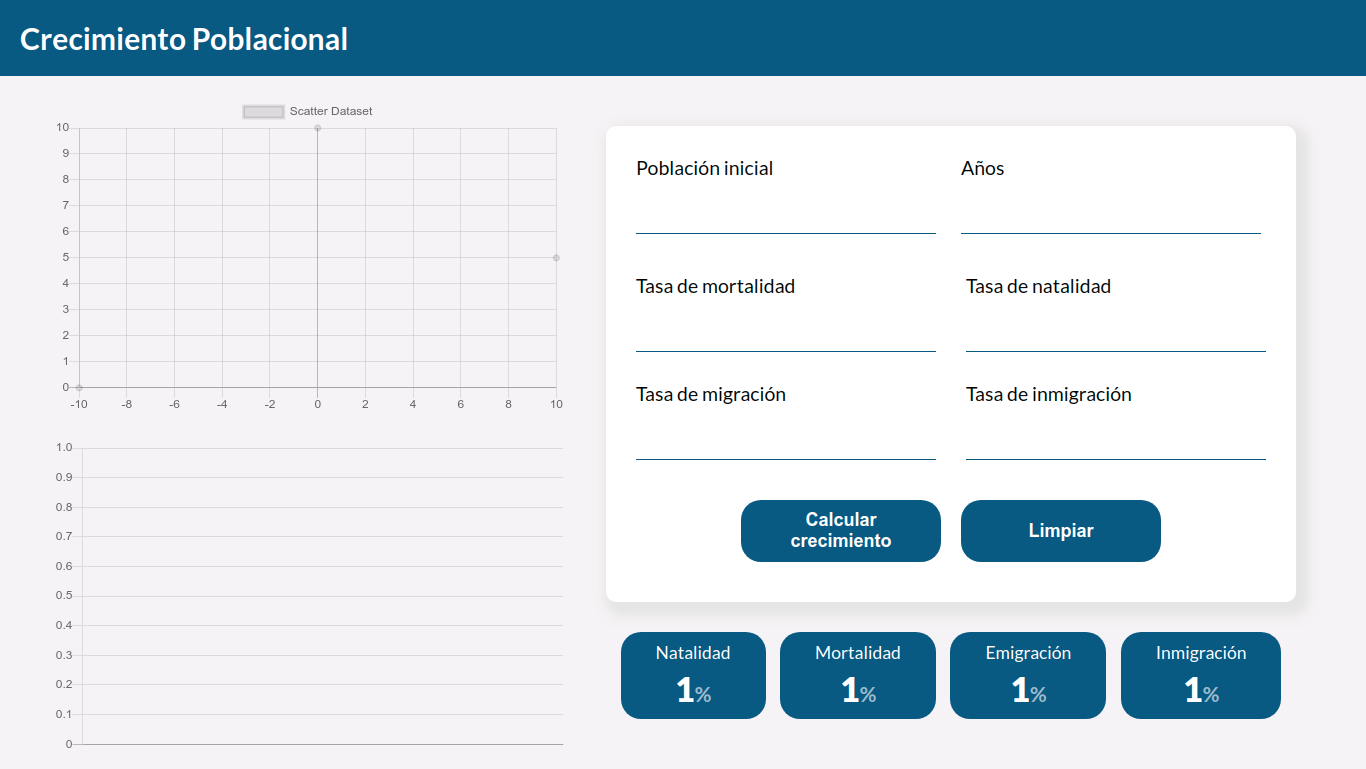 Crecimiento Poblacional
Scatter Dataset
10
9
8
7
6
5
4
3
2
1
0
-10 -8 -6 -4 -2 0 2 4 6 8 10
1.0
0.9
0.8
0.7
0.6
0.5
0.4
0.3
0.2
0.1
0
Población inicial Años
Tasa de mortalidad Tasa de natalidad
Tasa de migración Tasa de inmigración
Calcular
crecimiento
Limpiar
Natalidad Mortalidad Emigración Inmigración
1% 1% 1% 1%